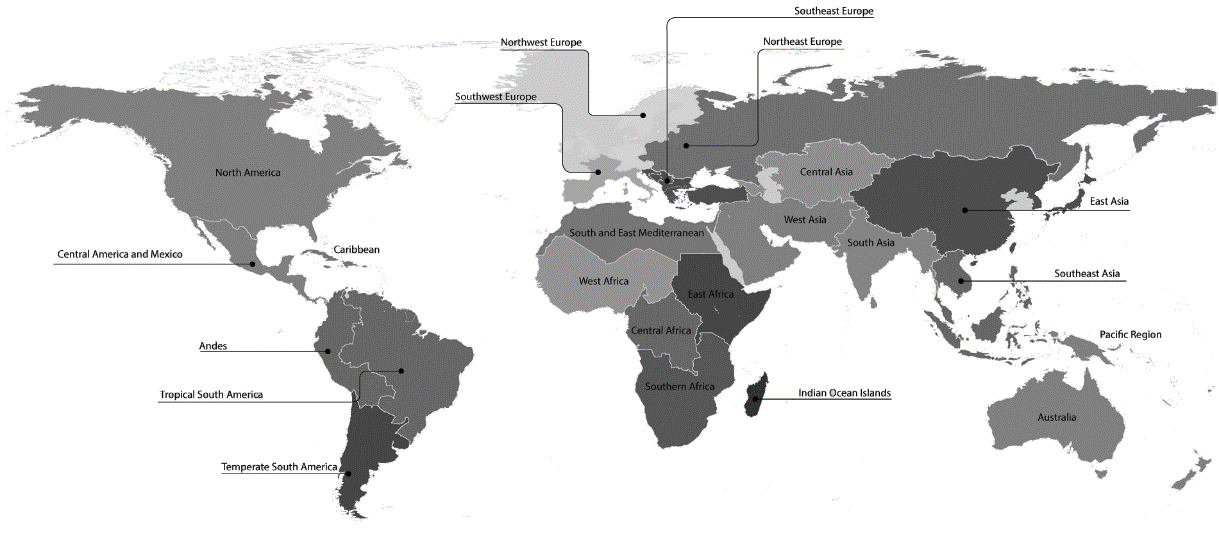 Southeast Europe
Northwest Europe
Northeast Europe
Southwest Europe
North America
Central Asia
East Asia
West Asia
South and East Mediterranean
South Asia
Caribbean
Central America and Mexico
Southeast Asia
West Africa
East Africa
Central Africa
Pacific Region
Andes
Southern Africa
Tropical South America
Indian Ocean Islands
Australia
Temperate South America